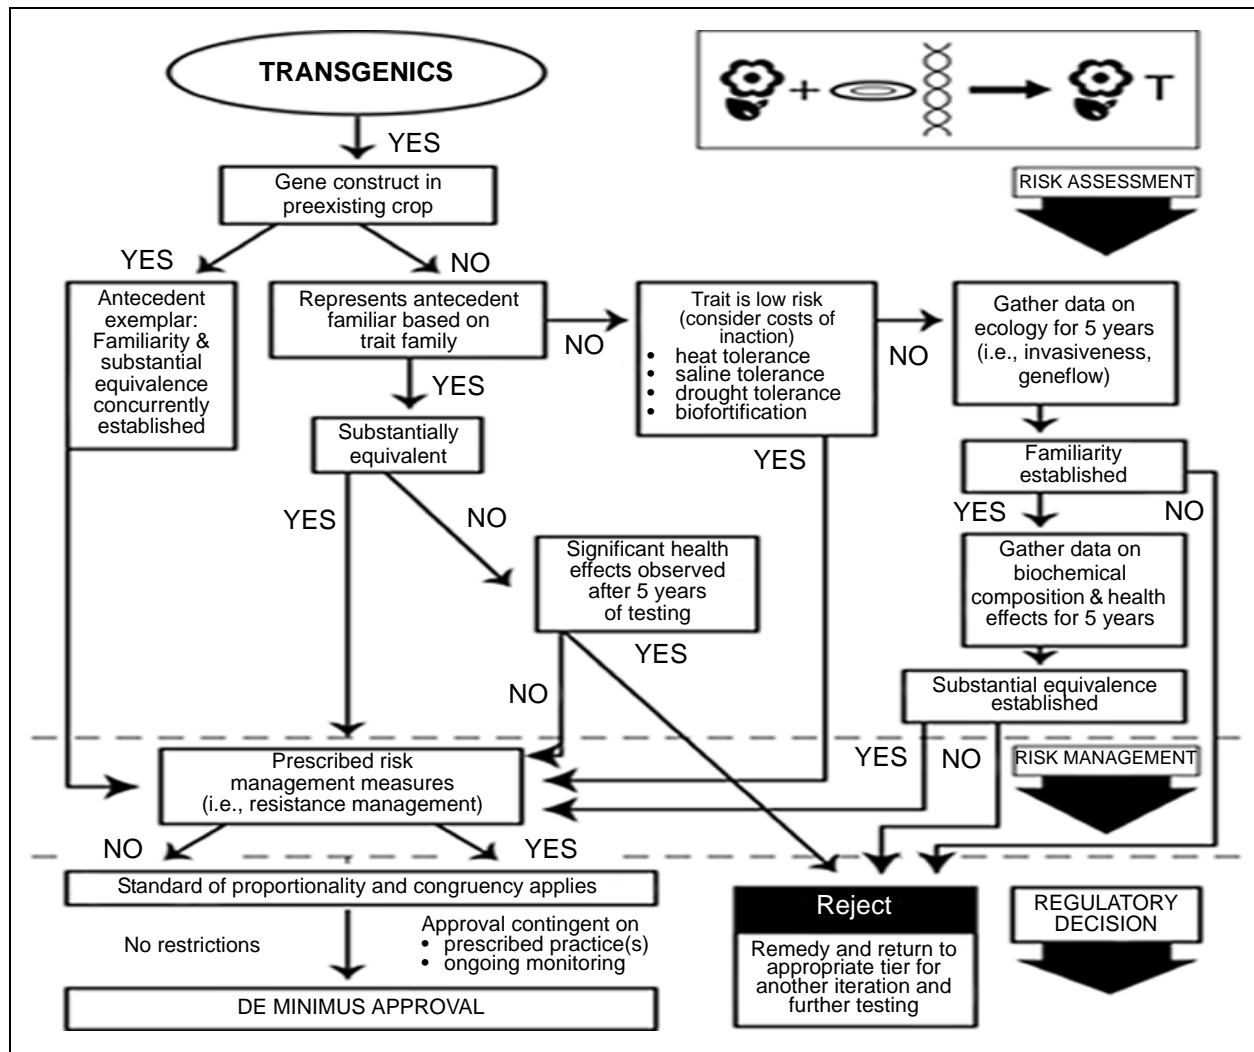 TRANSGENICS
T
YES
Gene construct in
preexisting crop
RISK ASSESSMENT
YES
NO
Antecedent
exemplar:
Familiarity &
substantial
equivalence
concurrently
established
Represents antecedent
familiar based on
trait family
NO
Trait is low risk
(consider costs of
inaction)
• heat tolerance
• saline tolerance
• drought tolerance
• biofortification
NO
Gather data on
ecology for 5 years
(i.e., invasiveness,
geneflow)
YES
Substantially
equivalent
YES
Familiarity
established
YES
NO
YES
NO
Significant health
effects observed
after 5 years
of testing
Gather data on
biochemical
composition & health
effects for 5 years
YES
NO
Substantial equivalence
established
YES
NO
RISK MANAGEMENT
Prescribed risk
management measures
(i.e., resistance management)
NO
YES
Standard of proportionality and congruency applies
No restrictions
Approval contingent on
• prescribed practice(s)
• ongoing monitoring
DE MINIMUS APPROVAL
Reject
Remedy and return to
appropriate tier for
another iteration and
further testing
REGULATORY
DECISION